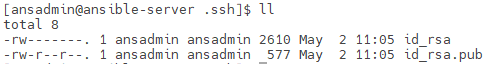 [ansadmin@ansible-server .ssh]$ ll
total 8
-rw-------. 1 ansadmin ansadmin 2610 May  2 11:05 id_rsa
-rw-r--r--. 1 ansadmin ansadmin  577 May  2 11:05 id_rsa.pub